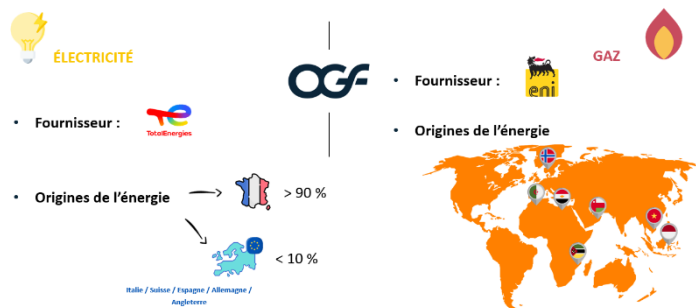 ÉLECTRICITÉ
• Fournisseur :
TotalEnergies
• Origines de l'énergie
> 90 %
< 10 %
Italie / Suisse / Espagne / Allemagne /
Angleterre
OGF
GAZ
• Fournisseur :
eni
• Origines de l'énergie